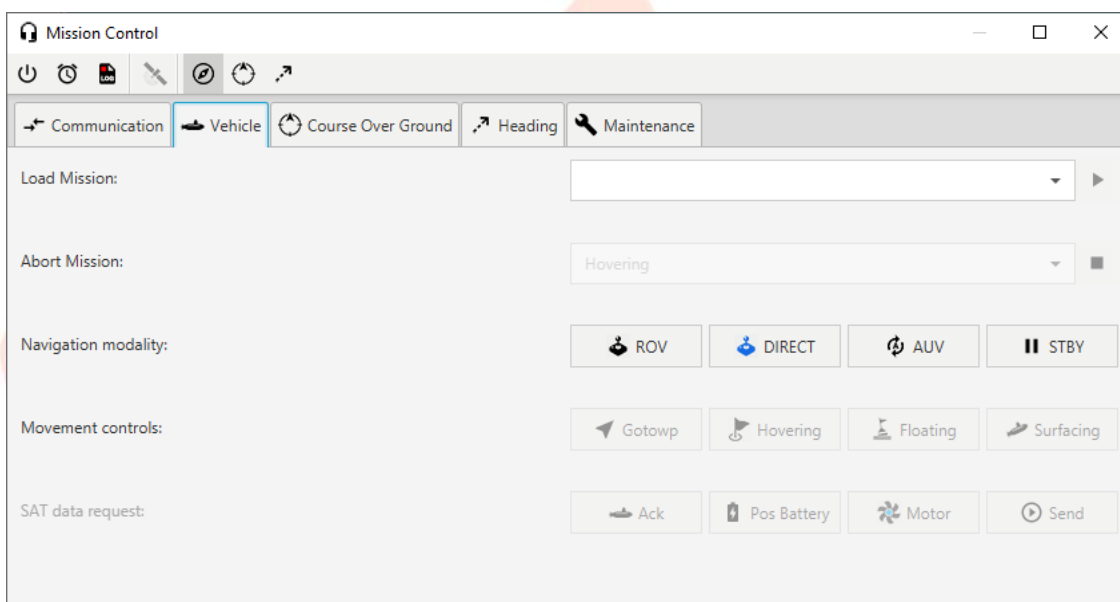 Mission Control
LOG
Communication Vehicle Course Over Ground Heading Maintenance
Load Mission:
Abort Mission: Hovering
Navigation modality: ROV DIRECT AUV STBY
Movement controls: Gotowp Hovering Floating Surfacing
SAT data request: Ack Pos Battery Motor Send